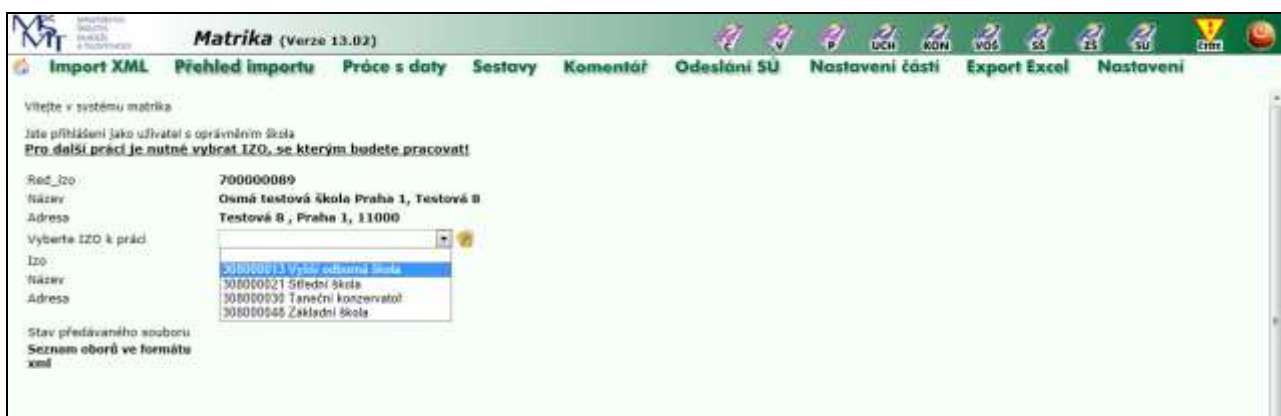 Matrika (Verze 13.02)
Č V P UCH KON VOŠ SŠ ZŠ SU
Import XML Přehled importu Práce s daty Sestavy Komentář Odeslání SÚ Nastavení části Export Excel Nastavení
Vítejte v systému matrika
Jste přihlášeni jako uživatel s oprávněním škola
Pro další práci je nutné vybrat IZO, se kterým budete pracovat!
Red_izo 700000089
Název Osmá testová škola Praha 1, Testová 8
Adresa Testová 8 , Praha 1, 11000
Vyberte IZO k práci
Izo
308000013 Vyšší odborná škola
Název
308000021 Střední škola
Adresa
308000030 Taneční konzervatoř
308000048 Základní škola
Stav předávaného souboru
Seznam oborů ve formátu
xml